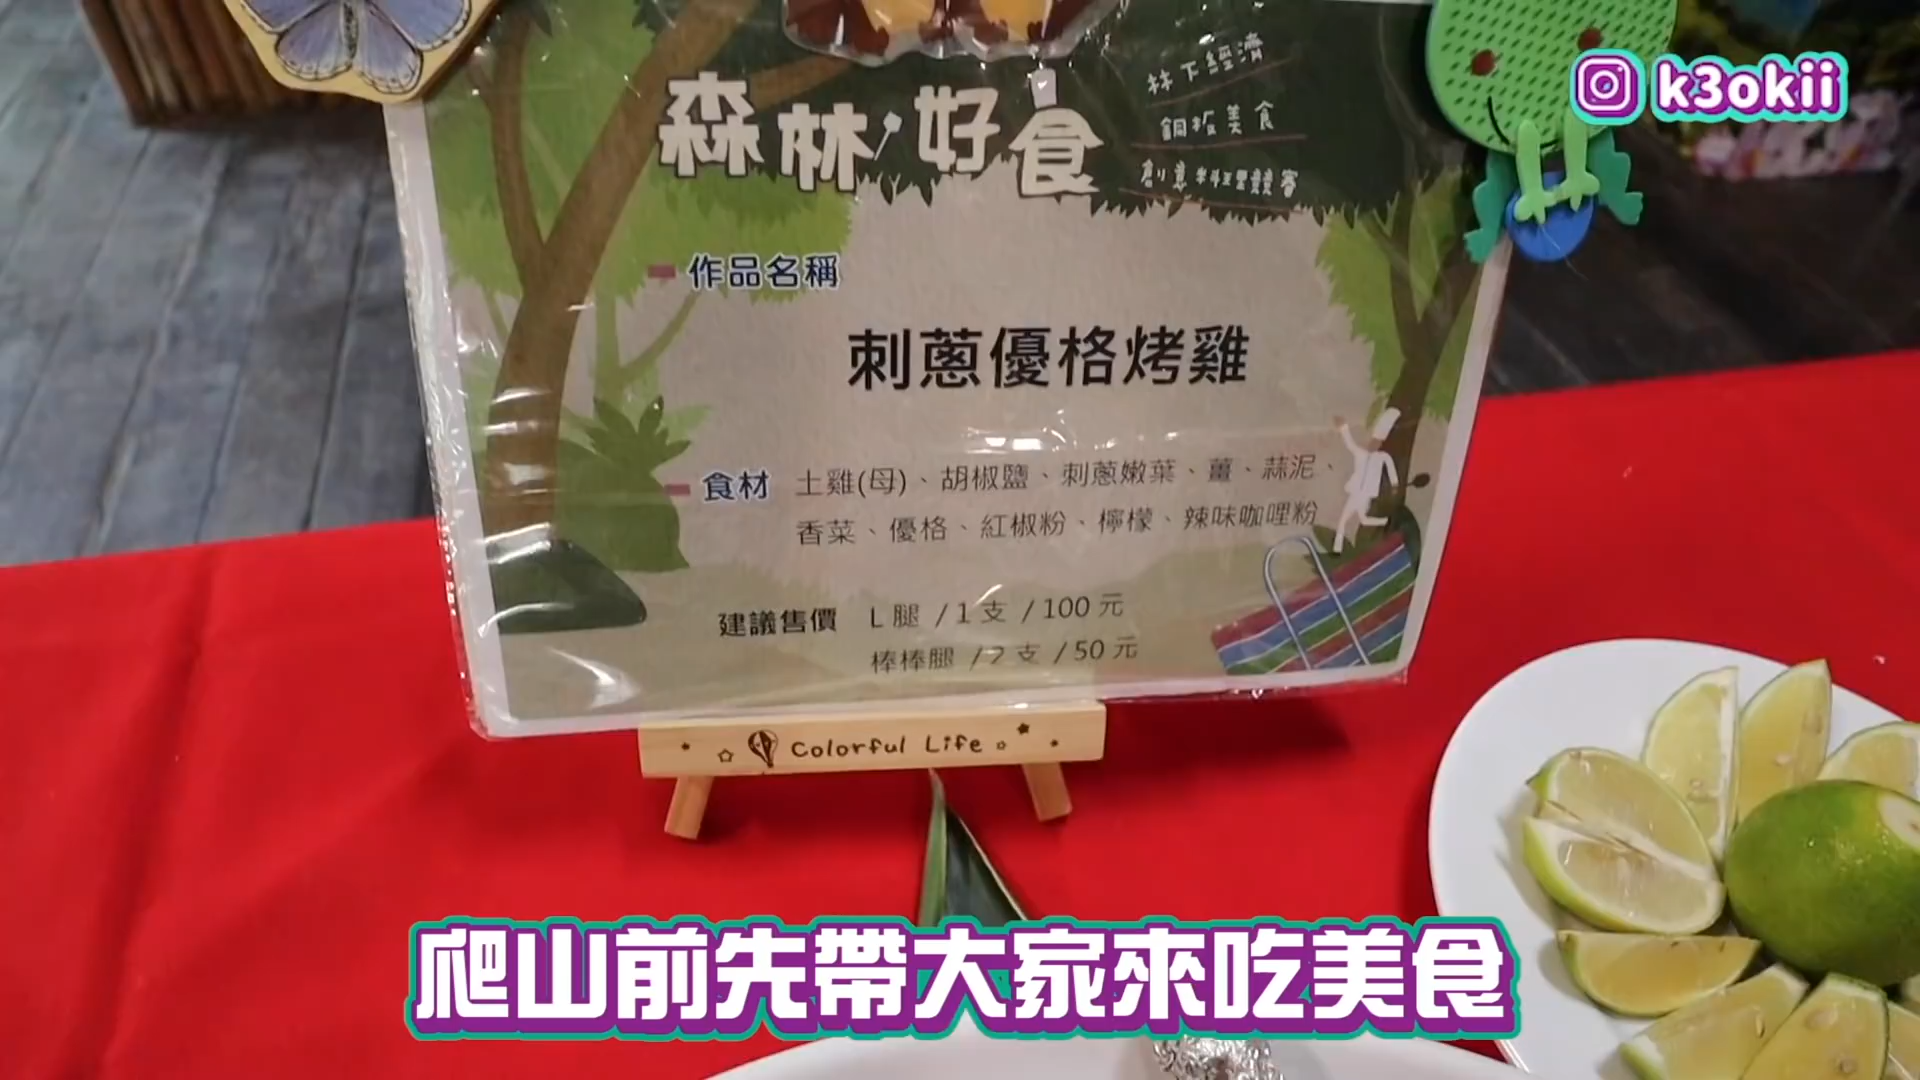 k3okii
森林好食
林下經濟
銅板美食
創意料理競賽
作品名稱
刺蔥優格烤雞
食材 土雞(母)、胡椒鹽、刺蔥嫩葉、薑、蒜泥、
香菜、優格、紅椒粉、檸檬、辣味咖哩粉
建議售價 L腿 /1支 /100元
棒棒腿 /2支 /50元
Colorful Life
爬山前先帶大家來吃美食